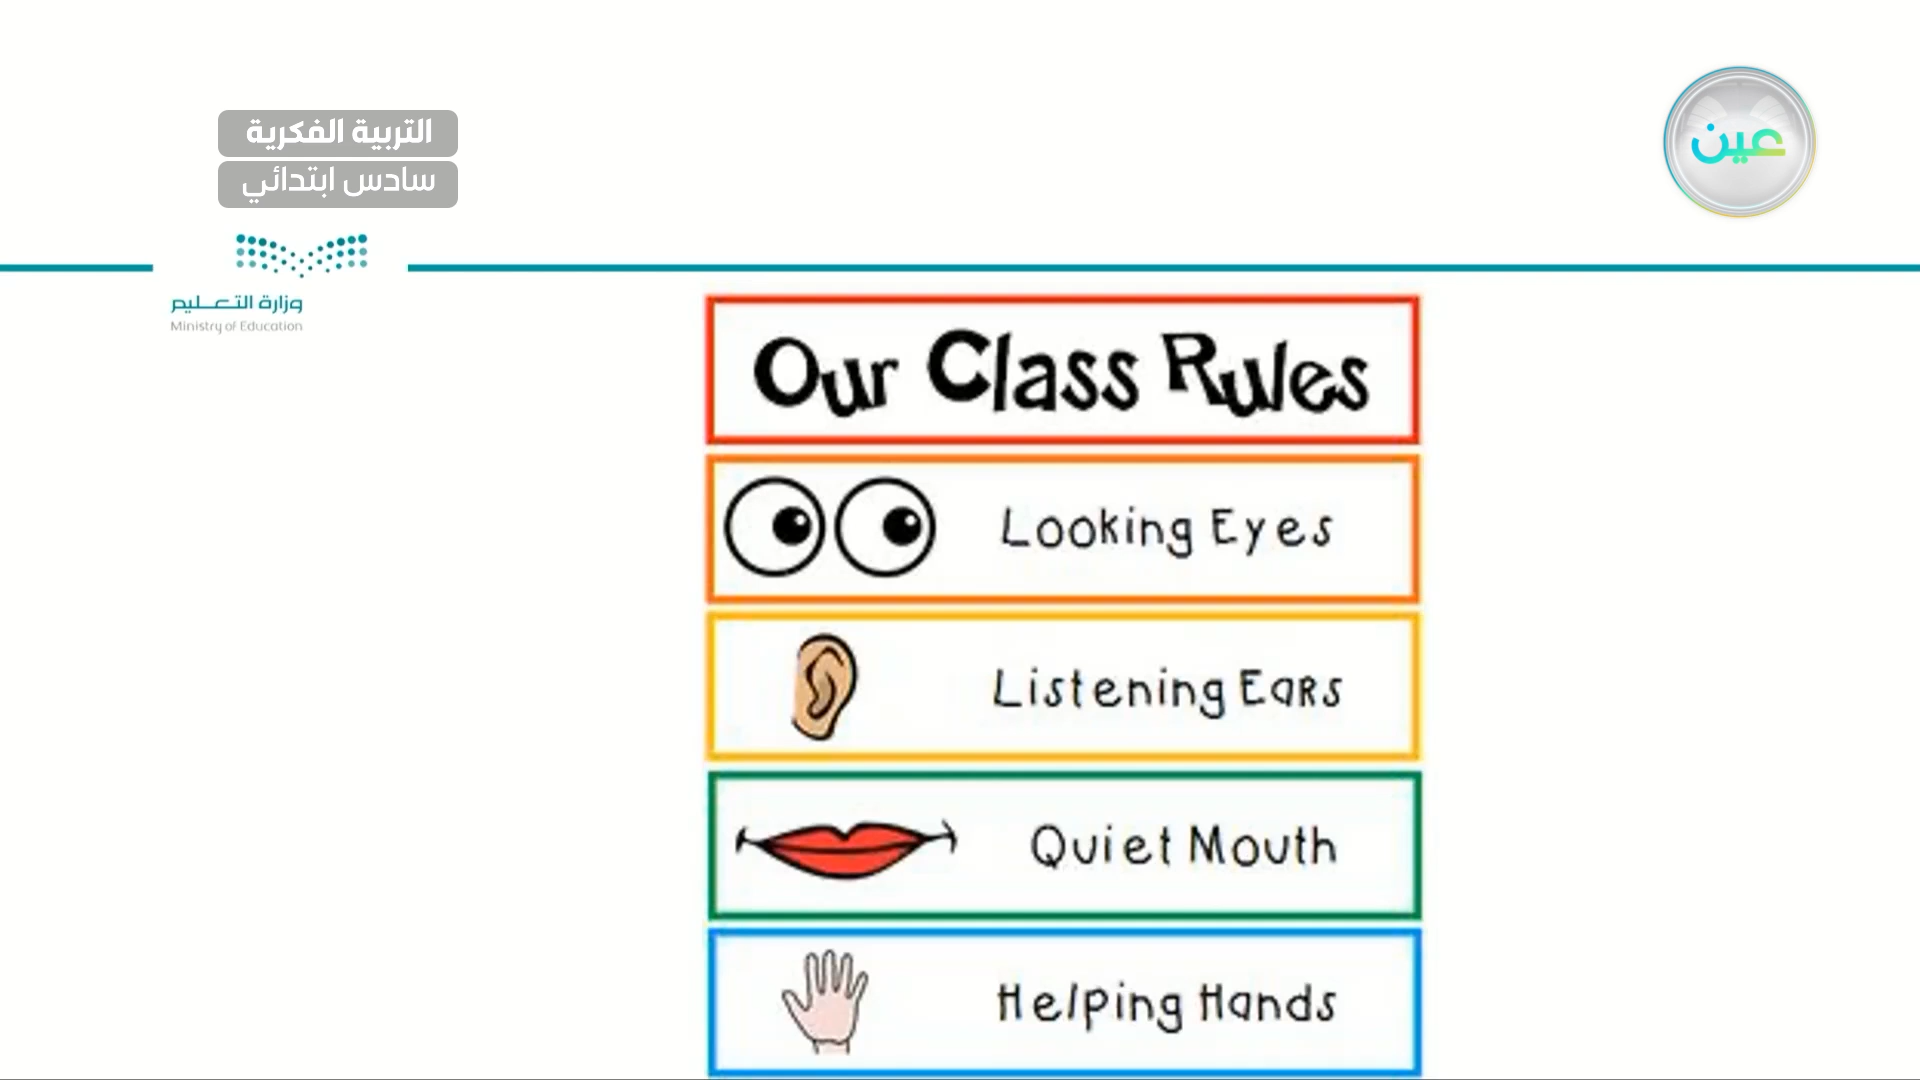 التربية الفكرية
سادس ابتدائي
عين
وزارة التعليم
Ministry of Education
Our Class Rules
Looking Eyes
Listening Ears
Quiet Mouth
Helping Hands